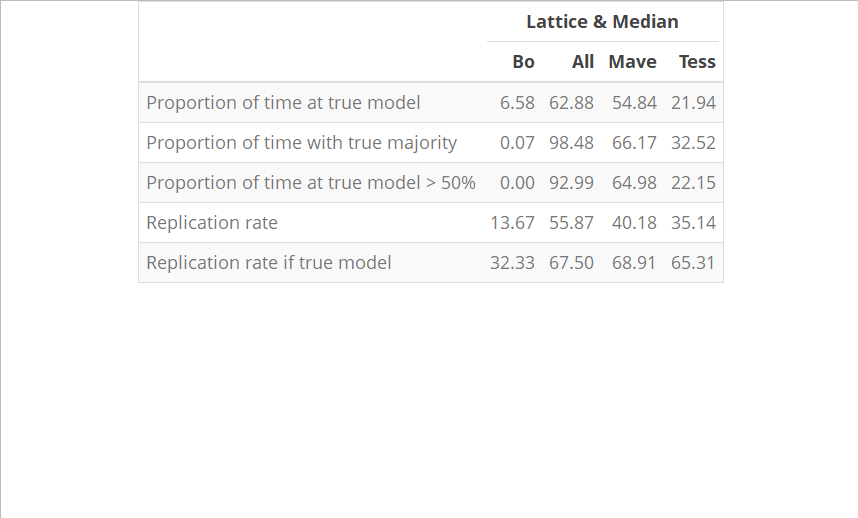 Lattice & Median
Bo All Mave Tess
Proportion of time at true model 6.58 62.88 54.84 21.94
Proportion of time with true majority 0.07 98.48 66.17 32.52
Proportion of time at true model > 50% 0.00 92.99 64.98 22.15
Replication rate 13.67 55.87 40.18 35.14
Replication rate if true model 32.33 67.50 68.91 65.31